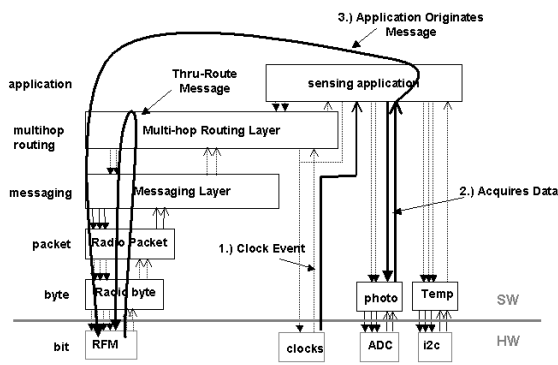 3.) Application Originates
Message
application
sensing application
Thru-Route
Message
multihop
routing
Multi-hop Routing Layer
messaging
Messaging Layer
2.) Acquires Data
packet
Radio Packet
1.) Clock Event
byte
Radio byte
photo
Temp
SW
HW
bit
RFM
clocks
ADC
i2c